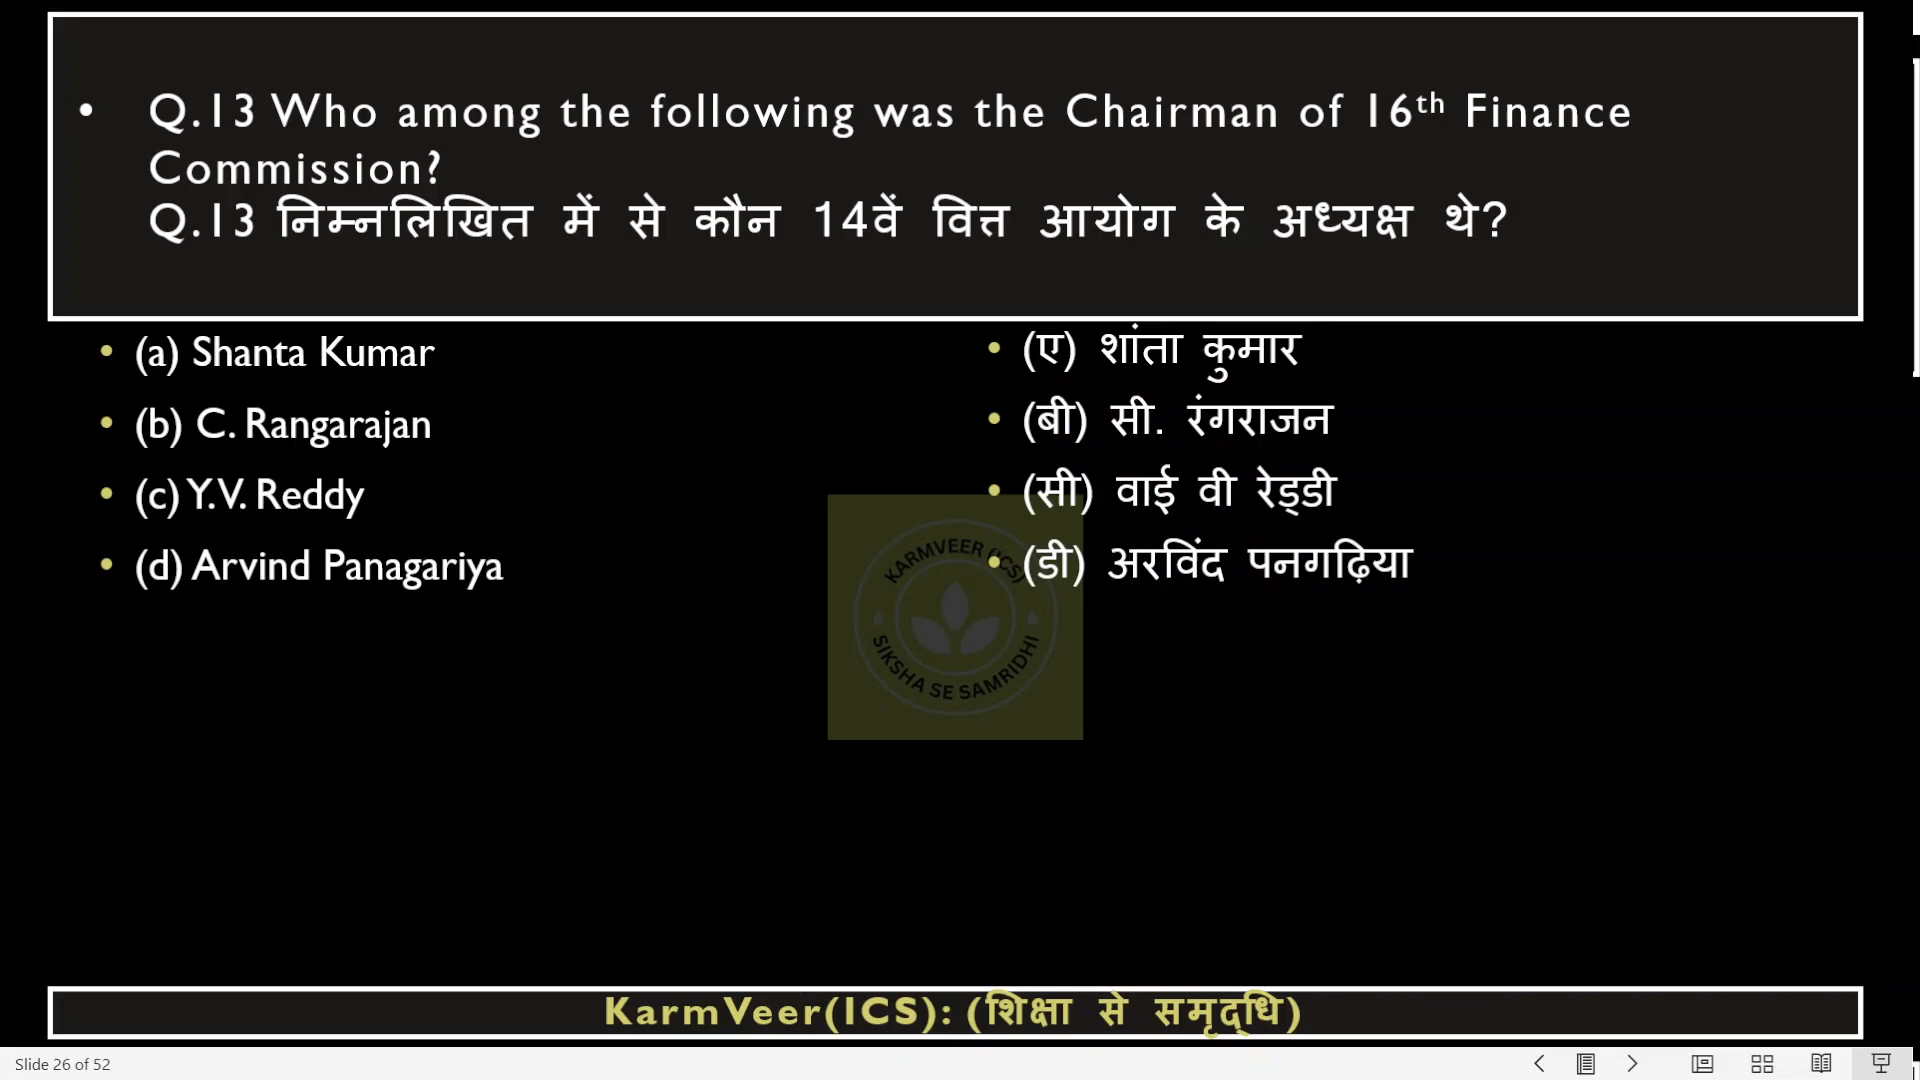 • Q.13 Who among the following was the Chairman of 16th Finance
Commission?
Q.13 निम्नलिखित में से कौन 14वें वित्त आयोग के अध्यक्ष थे?
• (a) Shanta Kumar
• (b) C. Rangarajan
• (c) Y.V. Reddy
• (d) Arvind Panagariya
• (ए) शांता कुमार
• (बी) सी. रंगराजन
• (सी) वाई वी रेड्डी
• (डी) अरविंद पनगढ़िया
KARMVEER (ICS)
SIKSHA SE SAMRIDHI
KarmVeer(ICS): (शिक्षा से समृद्धि)
Slide 26 of 52